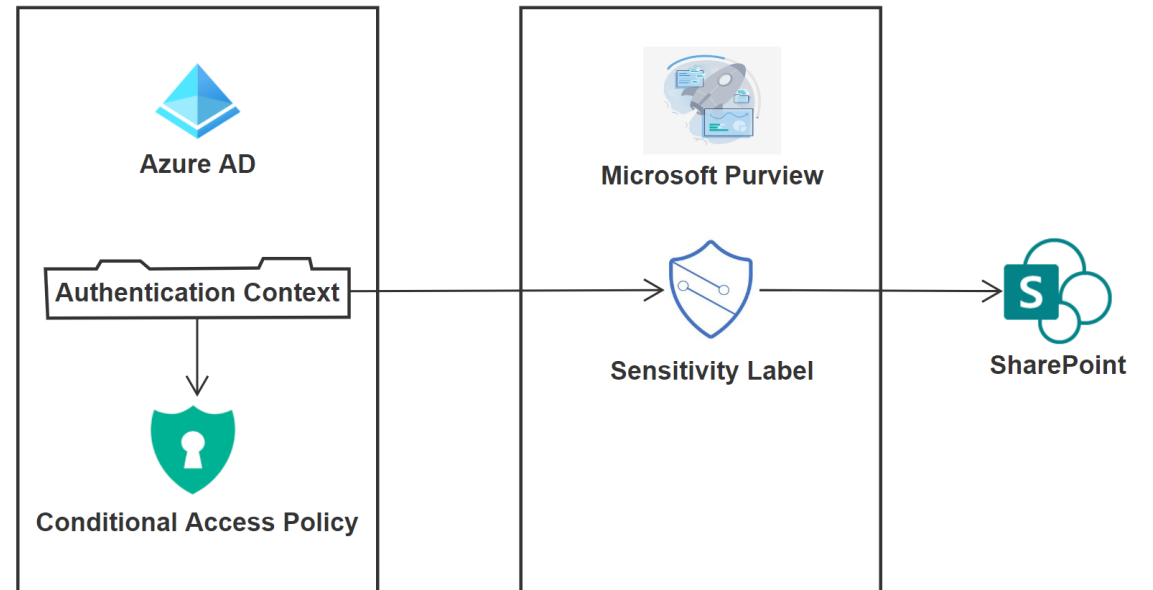 Azure AD
Microsoft Purview
Authentication Context
S
Sensitivity Label
SharePoint
Conditional Access Policy